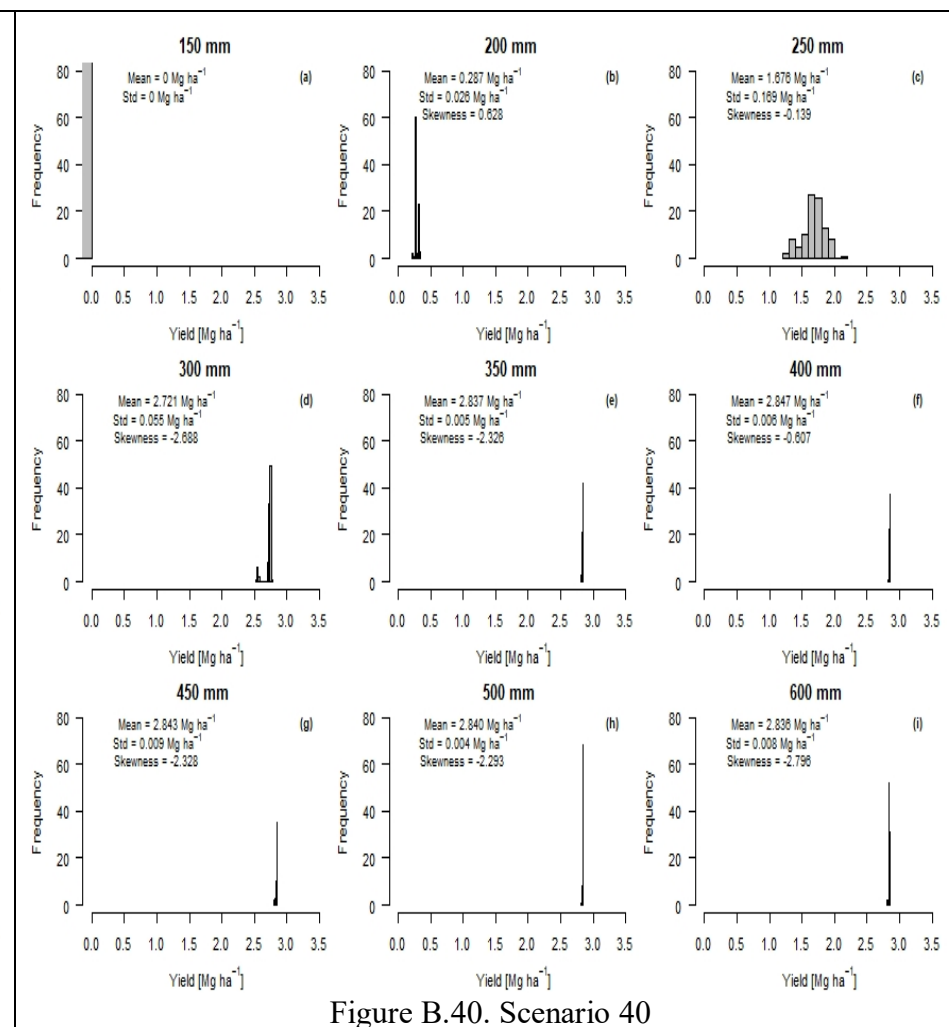 150 mm
Mean = 0 Mg ha⁻¹
Std = 0 Mg ha⁻¹
(a)
Frequency
80
60
40
20
0
0.0 0.5 1.0 1.5 2.0 2.5 3.0 3.5
Yield [Mg ha⁻¹]
200 mm
Mean = 0.287 Mg ha⁻¹
Std = 0.026 Mg ha⁻¹
Skewness = 0.628
(b)
Frequency
80
60
40
20
0
0.0 0.5 1.0 1.5 2.0 2.5 3.0 3.5
Yield [Mg ha⁻¹]
250 mm
Mean = 1.676 Mg ha⁻¹
Std = 0.169 Mg ha⁻¹
Skewness = -0.139
(c)
Frequency
80
60
40
20
0
0.0 0.5 1.0 1.5 2.0 2.5 3.0 3.5
Yield [Mg ha⁻¹]
300 mm
Mean = 2.721 Mg ha⁻¹
Std = 0.055 Mg ha⁻¹
Skewness = -2.688
(d)
Frequency
80
60
40
20
0
0.0 0.5 1.0 1.5 2.0 2.5 3.0 3.5
Yield [Mg ha⁻¹]
350 mm
Mean = 2.837 Mg ha⁻¹
Std = 0.005 Mg ha⁻¹
Skewness = -2.326
(e)
Frequency
80
60
40
20
0
0.0 0.5 1.0 1.5 2.0 2.5 3.0 3.5
Yield [Mg ha⁻¹]
400 mm
Mean = 2.847 Mg ha⁻¹
Std = 0.006 Mg ha⁻¹
Skewness = -0.607
(f)
Frequency
80
60
40
20
0
0.0 0.5 1.0 1.5 2.0 2.5 3.0 3.5
Yield [Mg ha⁻¹]
450 mm
Mean = 2.843 Mg ha⁻¹
Std = 0.009 Mg ha⁻¹
Skewness = -2.328
(g)
Frequency
80
60
40
20
0
0.0 0.5 1.0 1.5 2.0 2.5 3.0 3.5
Yield [Mg ha⁻¹]
500 mm
Mean = 2.840 Mg ha⁻¹
Std = 0.004 Mg ha⁻¹
Skewness = -2.293
(h)
Frequency
80
60
40
20
0
0.0 0.5 1.0 1.5 2.0 2.5 3.0 3.5
Yield [Mg ha⁻¹]
600 mm
Mean = 2.836 Mg ha⁻¹
Std = 0.008 Mg ha⁻¹
Skewness = -2.796
(i)
Frequency
80
60
40
20
0
0.0 0.5 1.0 1.5 2.0 2.5 3.0 3.5
Yield [Mg ha⁻¹]
Figure B.40. Scenario 40